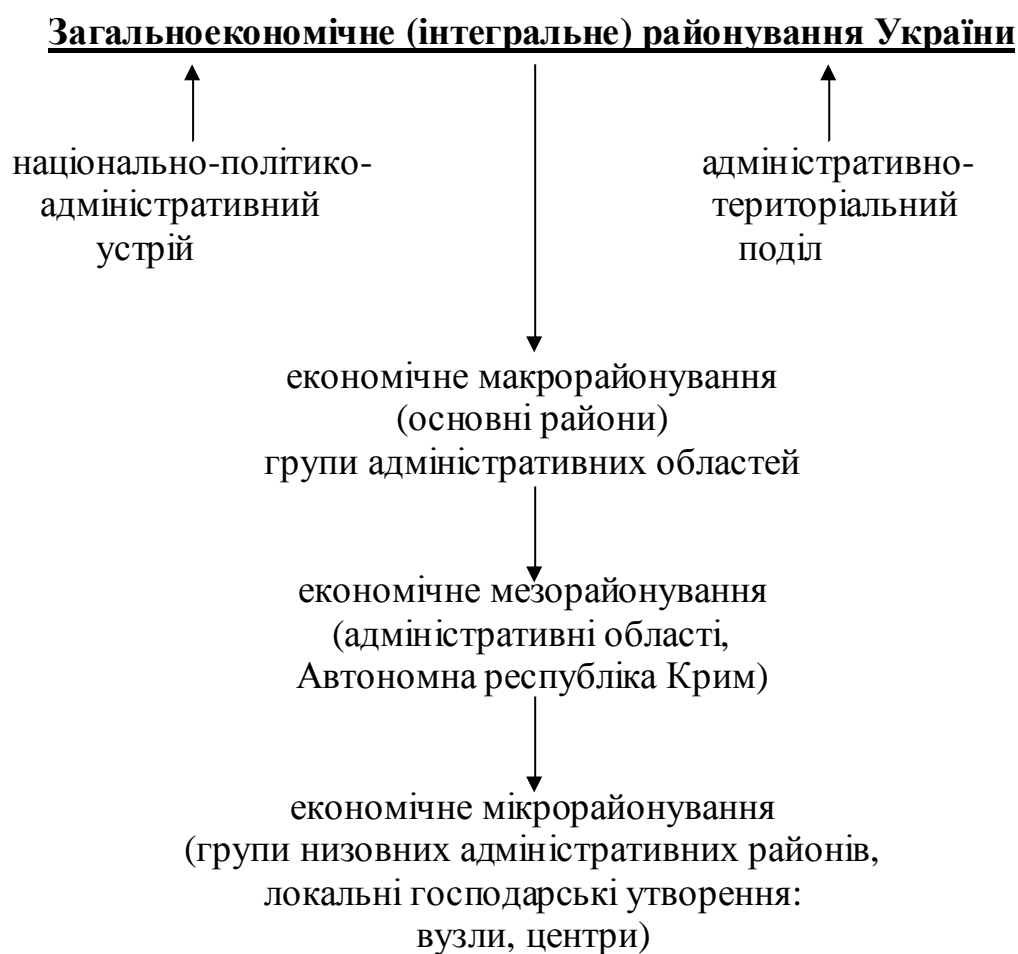 Загальноекономічне (інтегральне) районування України
національно-політико-
адміністративний
устрій
адміністративно-
територіальний
поділ
економічне макрорайонування
(основні райони)
групи адміністративних областей
економічне мезорайонування
(адміністративні області,
Автономна республіка Крим)
економічне мікрорайонування
(групи низовних адміністративних районів,
локальні господарські утворення:
вузли, центри)